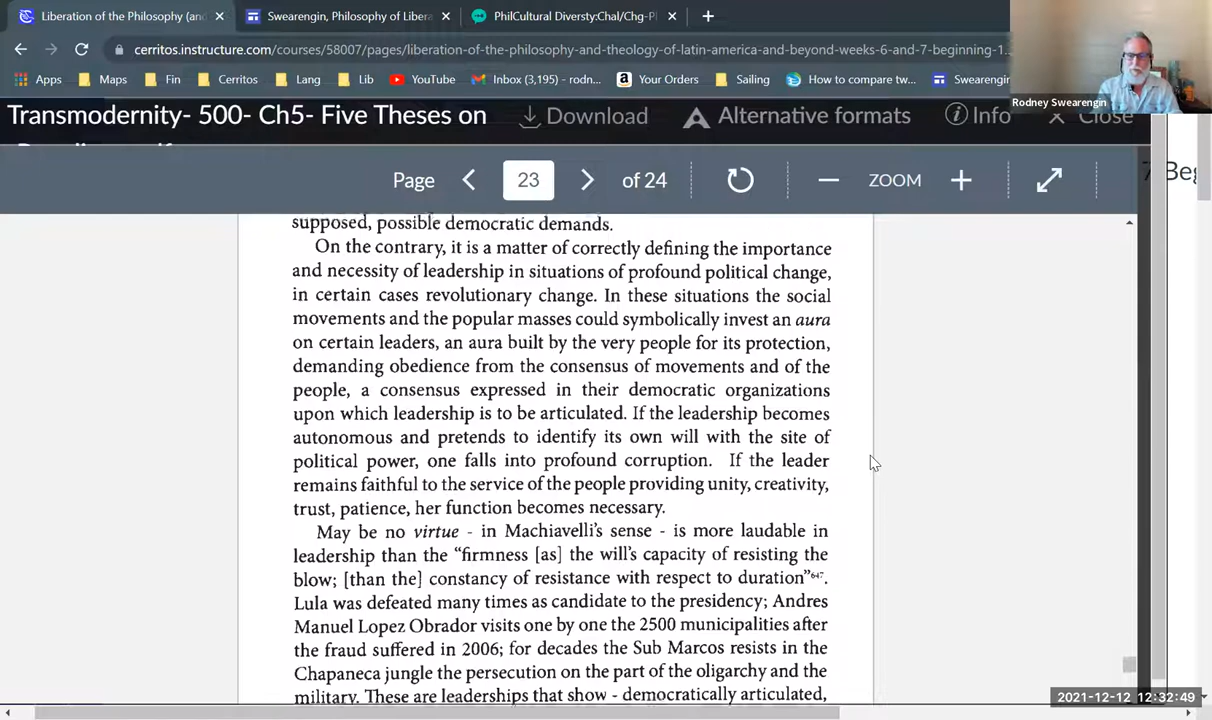 Liberation of the Philosophy (and
Swearengin, Philosophy of Libera
PhilCultural Diversty:Chal/Chg-P
cerritos.instructure.com/courses/58007/pages/liberation-of-the-philosophy-and-theology-of-latin-america-and-beyond-weeks-6-and-7-beginning-1...
Apps Maps Fin Cerritos Lang Lib YouTube Inbox (3,195) - rodn... Your Orders Sailing How to compare tw... Swearengin
Rodney Swearengin
Transmodernity- 500- Ch5- Five Theses on Download Alternative formats Info Close
Page 23 of 24 ZOOM
7 Beg
supposed, possible democratic demands.
On the contrary, it is a matter of correctly defining the importance
and necessity of leadership in situations of profound political change,
in certain cases revolutionary change. In these situations the social
movements and the popular masses could symbolically invest an aura
on certain leaders, an aura built by the very people for its protection,
demanding obedience from the consensus of movements and of the
people, a consensus expressed in their democratic organizations
upon which leadership is to be articulated. If the leadership becomes
autonomous and pretends to identify its own will with the site of
political power, one falls into profound corruption. If the leader
remains faithful to the service of the people providing unity, creativity,
trust, patience, her function becomes necessary.
May be no virtue - in Machiavelli's sense - is more laudable in
leadership than the “firmness [as] the will's capacity of resisting the
blow; [than the] constancy of resistance with respect to duration”647.
Lula was defeated many times as candidate to the presidency; Andres
Manuel Lopez Obrador visits one by one the 2500 municipalities after
the fraud suffered in 2006; for decades the Sub Marcos resists in the
Chapaneca jungle the persecution on the part of the oligarchy and the
military. These are leaderships that show - democratically articulated,
2021-12-12 12:32:49